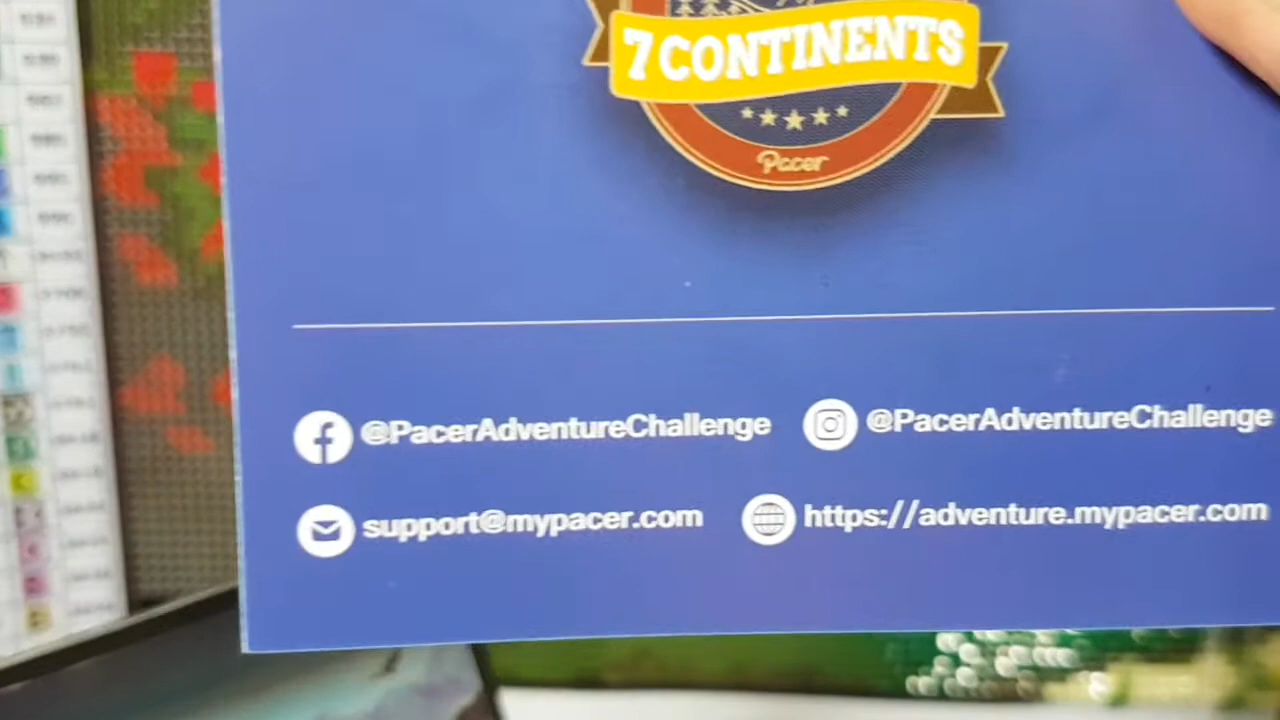 7 CONTINENTS
Pacer
@PacerAdventureChallenge
@PacerAdventureChallenge
support@mypacer.com
https://adventure.mypacer.com